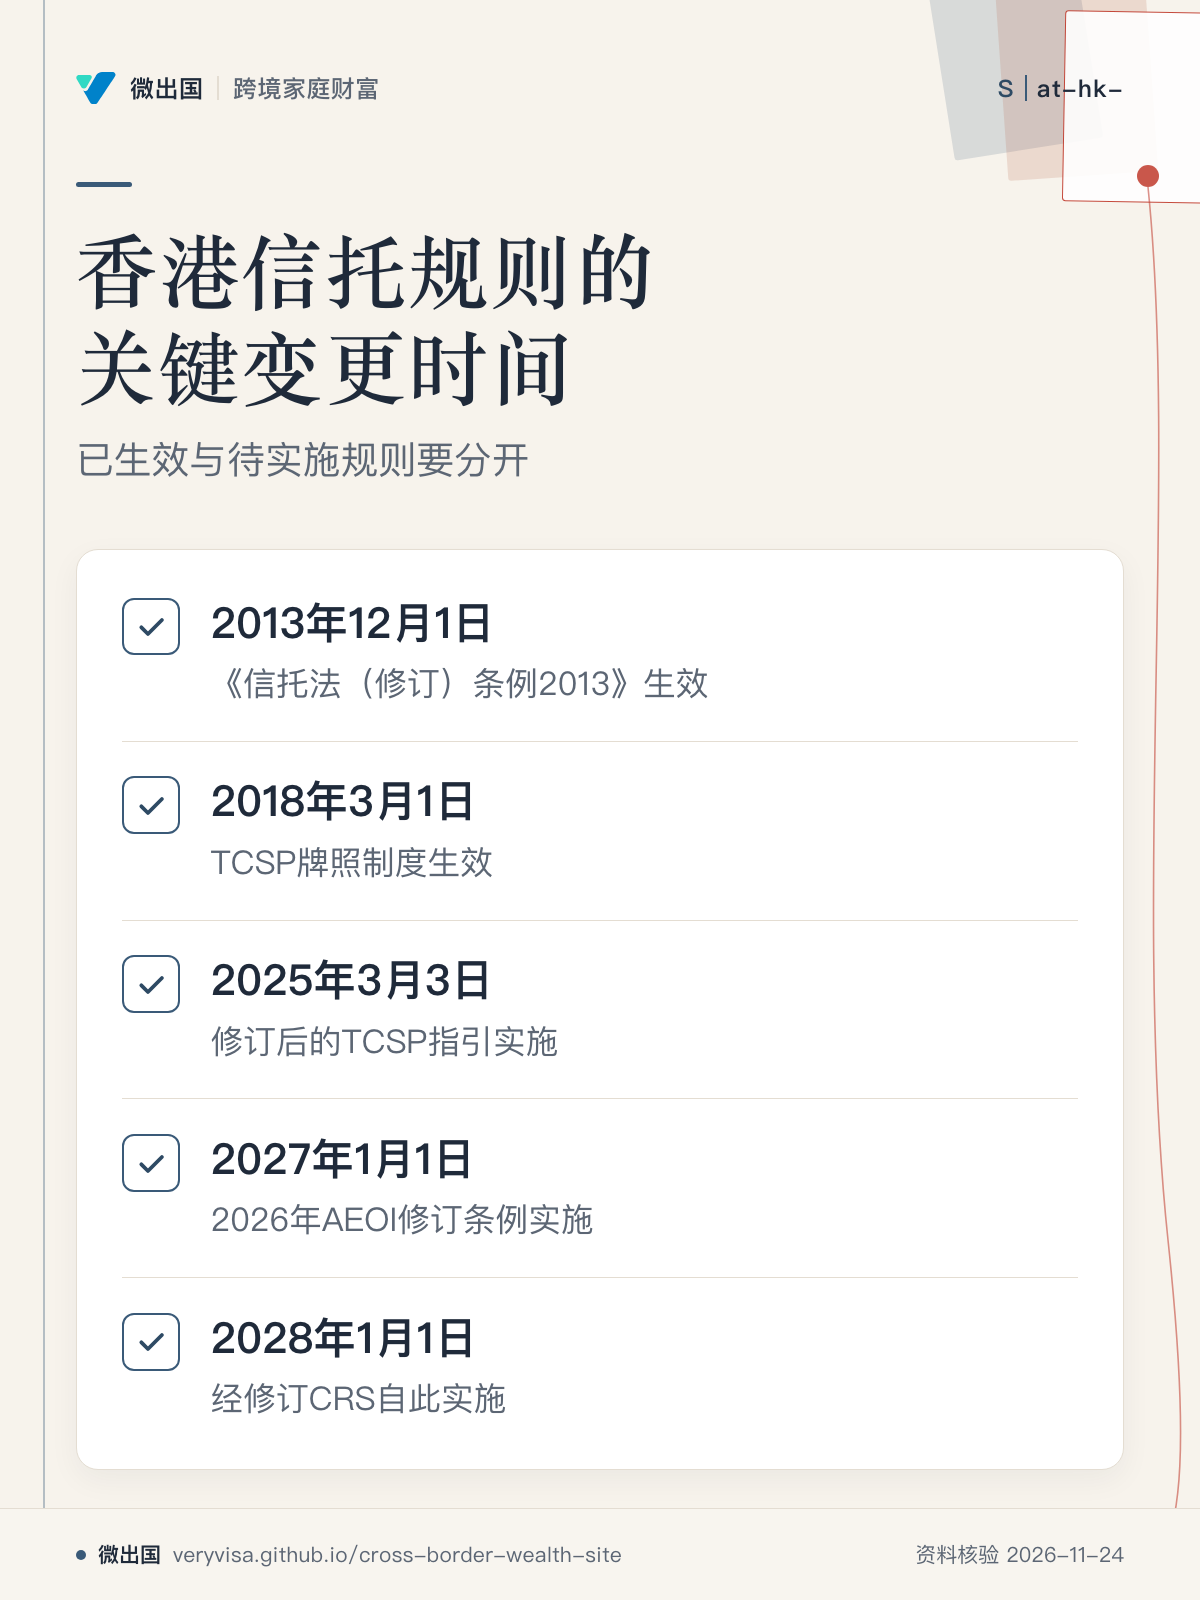 微出国 | 跨境家庭财富
S | at-hk-
香港信托规则的
关键变更时间
已生效与待实施规则要分开
2013年12月1日
《信托法（修订）条例2013》生效
2018年3月1日
TCSP牌照制度生效
2025年3月3日
修订后的TCSP指引实施
2027年1月1日
2026年AEOI修订条例实施
2028年1月1日
经修订CRS自此实施
微出国 veryvisa.github.io/cross-border-wealth-site
资料核验 2026-11-24